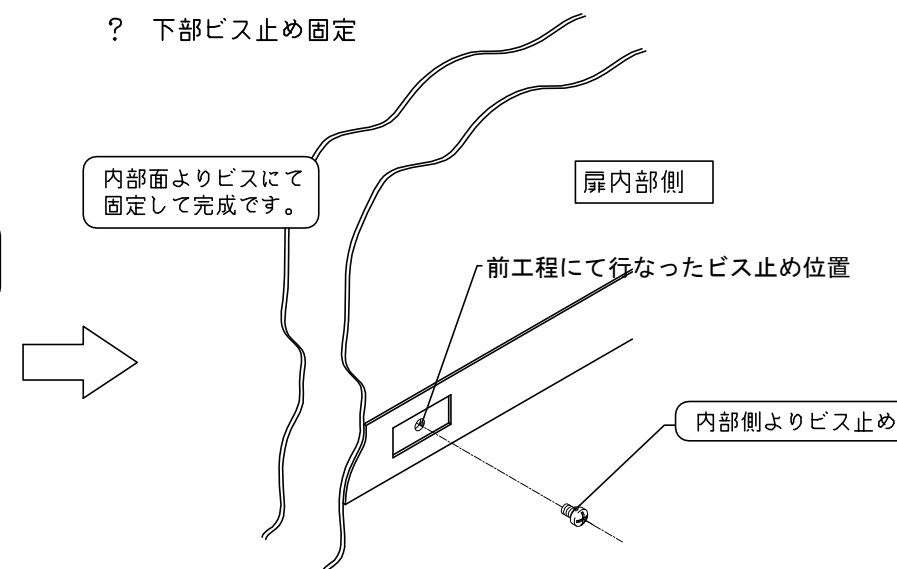 ? 下部ビス止め固定
内部面よりビスにて
固定して完成です。
扉内部側
前工程にて行なったビス止め位置
内部側よりビス止め